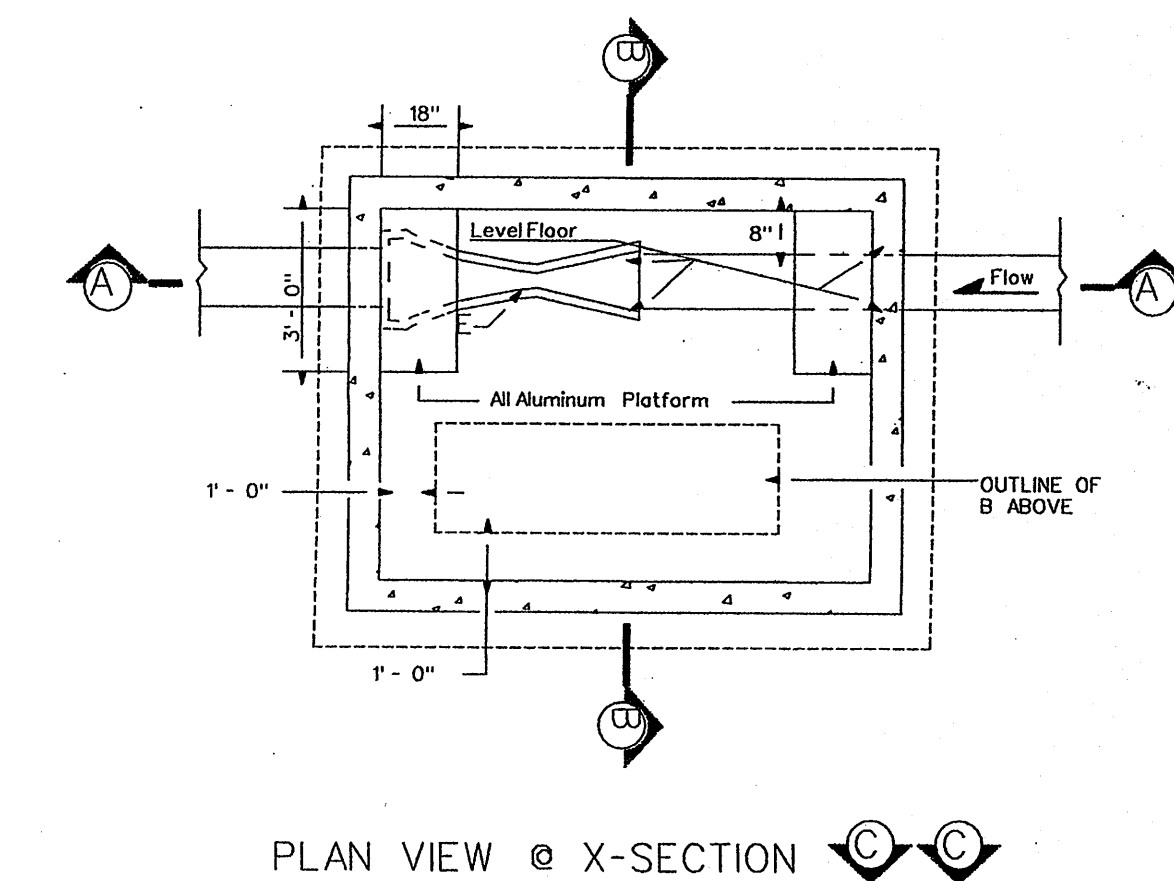 B
18"
Level Floor
8"
A
3' - 0"
Flow
A
All Aluminum Platform
1' - 0"
OUTLINE OF
B ABOVE
1' - 0"
B
PLAN VIEW @ X-SECTION C C